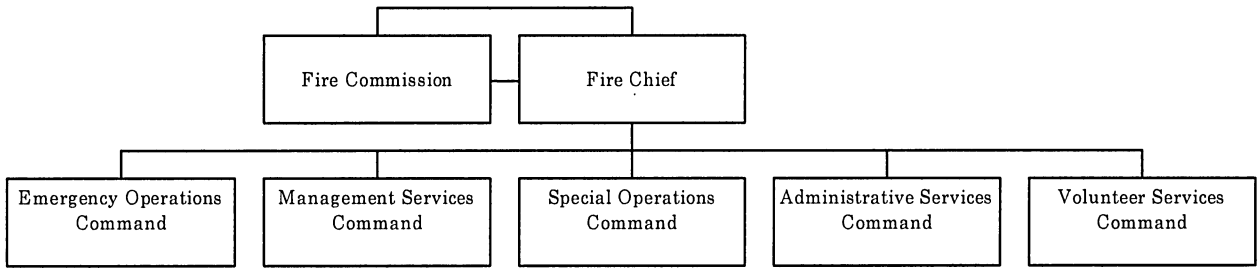 Fire Commission
Fire Chief
Emergency Operations
Command
Management Services
Command
Special Operations
Command
Administrative Services
Command
Volunteer Services
Command